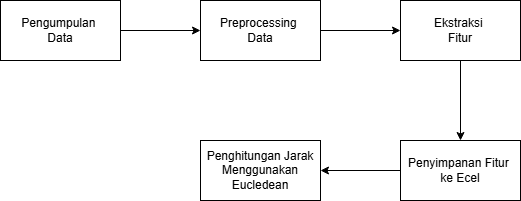 Pengumpulan
Data
Preprocessing
Data
Ekstraksi
Fitur
Penyimpanan Fitur
ke Ecel
Penghitungan Jarak
Menggunakan
Eucledean